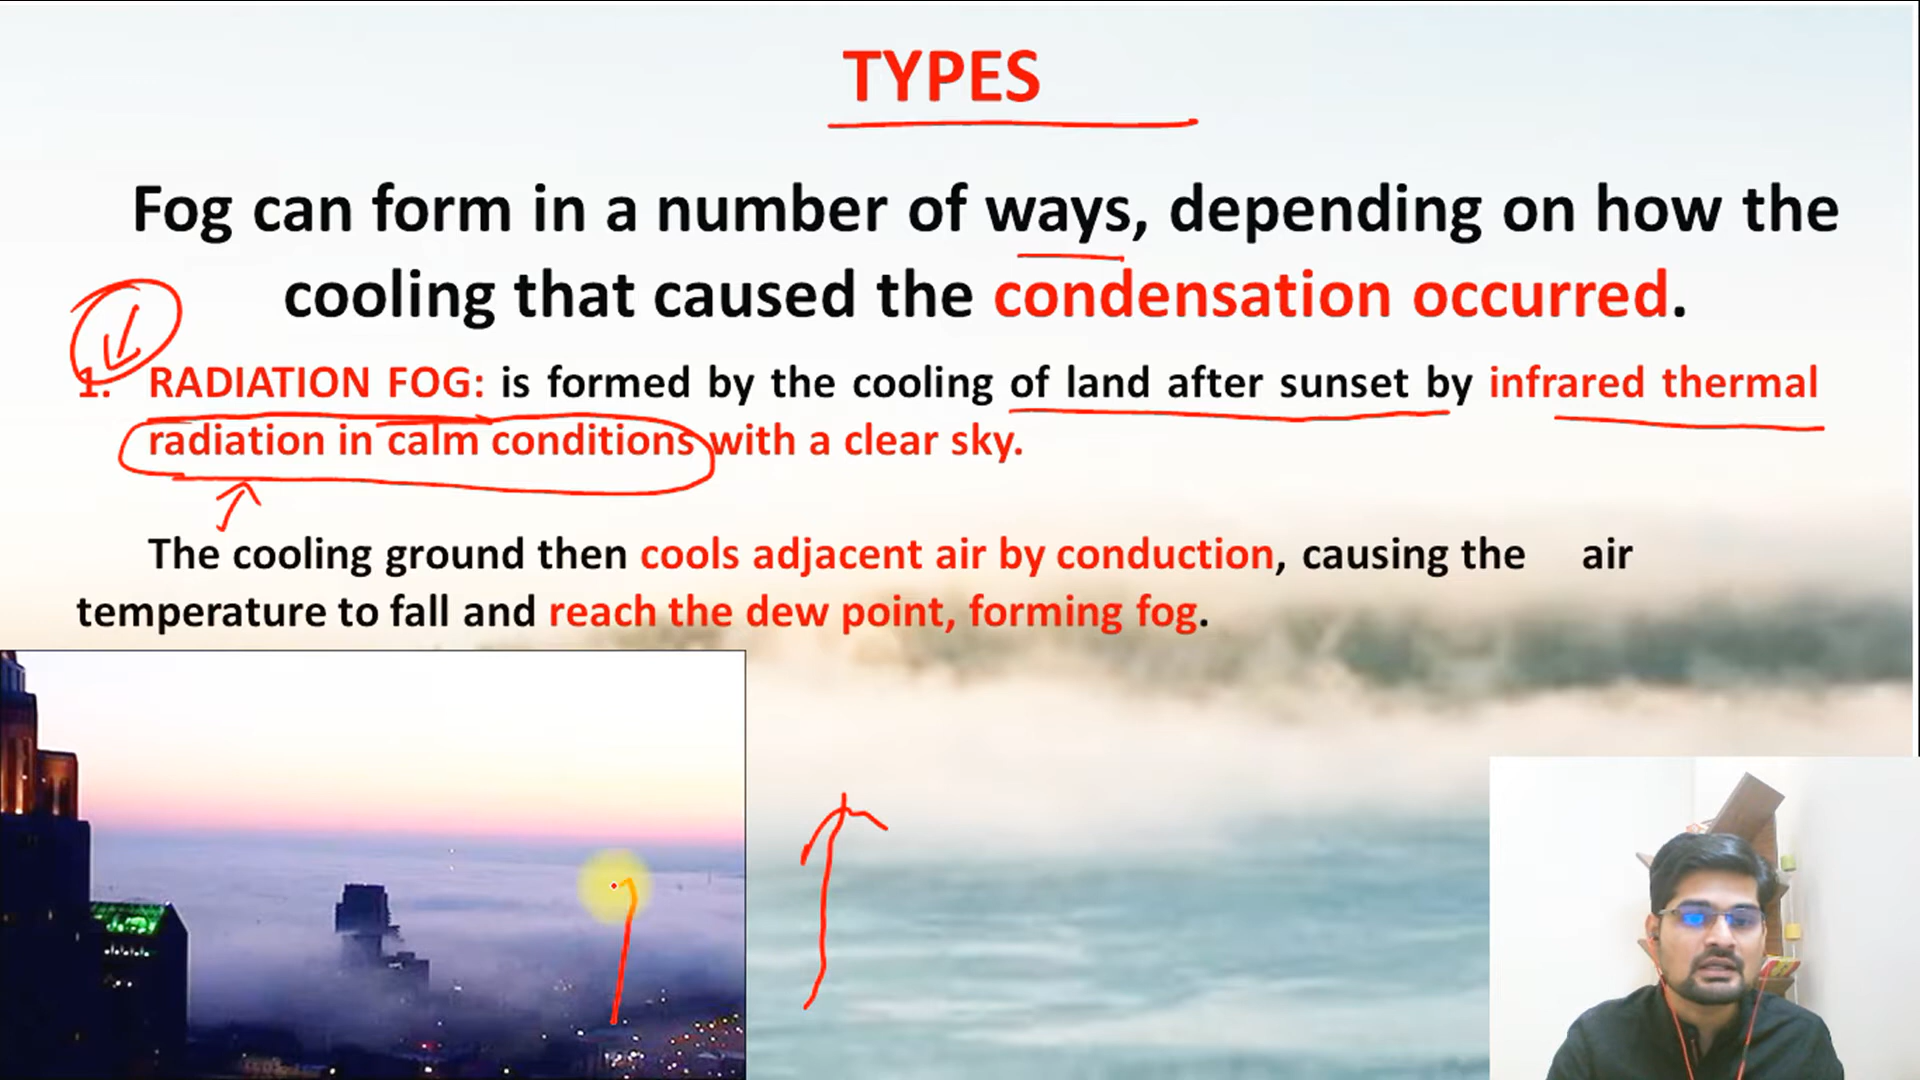 TYPES
Fog can form in a number of ways, depending on how the
cooling that caused the condensation occurred.
1. RADIATION FOG: is formed by the cooling of land after sunset by infrared thermal
radiation in calm conditions with a clear sky.
The cooling ground then cools adjacent air by conduction, causing the air
temperature to fall and reach the dew point, forming fog.